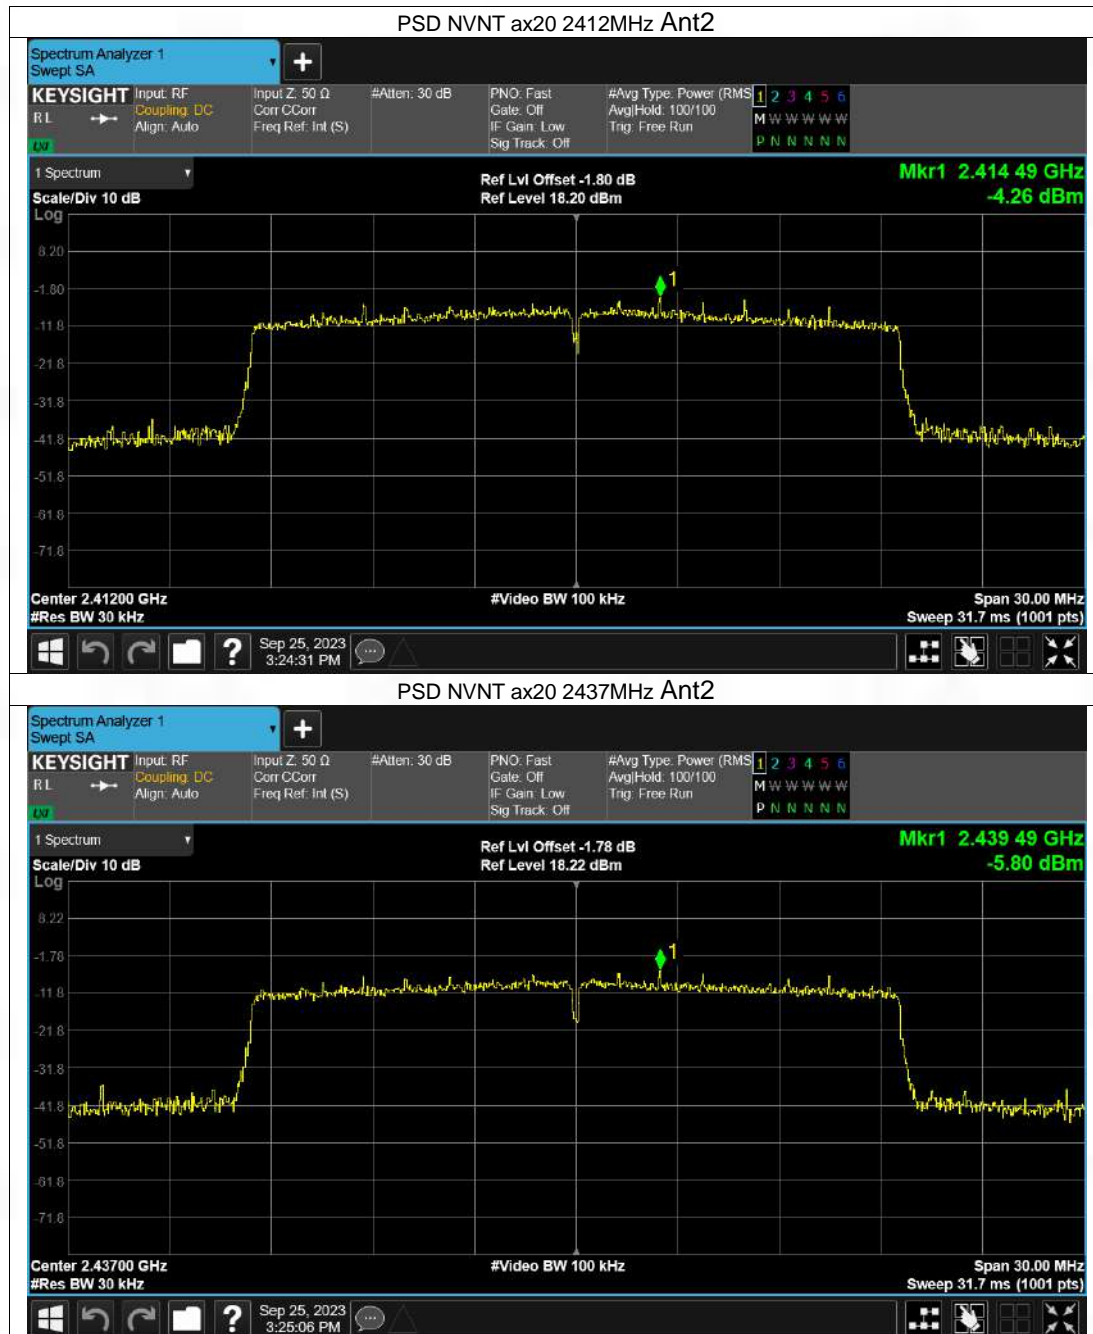 PSD NVNT ax20 2412MHz Ant2
Spectrum Analyzer 1
Swept SA
KEYSIGHT Input: RF Input Z: 50 Ω #Atten: 30 dB PNO: Fast #Avg Type: Power (RMS 1 2 3 4 5 6
RL Coupling: DC Corr CCorr Gate: Off Avg|Hold: 100/100 M W W W W W
Align: Auto Freq Ref: Int (S) IF Gain: Low Trig: Free Run
LXI Sig Track: Off P N N N N N
1 Spectrum Ref Lvl Offset -1.80 dB Mkr1 2.414 49 GHz
Scale/Div 10 dB Ref Level 18.20 dBm -4.26 dBm
Log
8.20
1
-1.80
-11.8
-21.8
-31.8
-41.8
-51.8
-61.8
-71.8
Center 2.41200 GHz #Video BW 100 kHz Span 30.00 MHz
#Res BW 30 kHz Sweep 31.7 ms (1001 pts)
Sep 25, 2023
3:24:31 PM
PSD NVNT ax20 2437MHz Ant2
Spectrum Analyzer 1
Swept SA
KEYSIGHT Input: RF Input Z: 50 Ω #Atten: 30 dB PNO: Fast #Avg Type: Power (RMS 1 2 3 4 5 6
RL Coupling: DC Corr CCorr Gate: Off Avg|Hold: 100/100 M W W W W W
Align: Auto Freq Ref: Int (S) IF Gain: Low Trig: Free Run
LXI Sig Track: Off P N N N N N
1 Spectrum Ref Lvl Offset -1.78 dB Mkr1 2.439 49 GHz
Scale/Div 10 dB Ref Level 18.22 dBm -5.80 dBm
Log
8.22
1
-1.78
-11.8
-21.8
-31.8
-41.8
-51.8
-61.8
-71.8
Center 2.43700 GHz #Video BW 100 kHz Span 30.00 MHz
#Res BW 30 kHz Sweep 31.7 ms (1001 pts)
Sep 25, 2023
3:25:06 PM